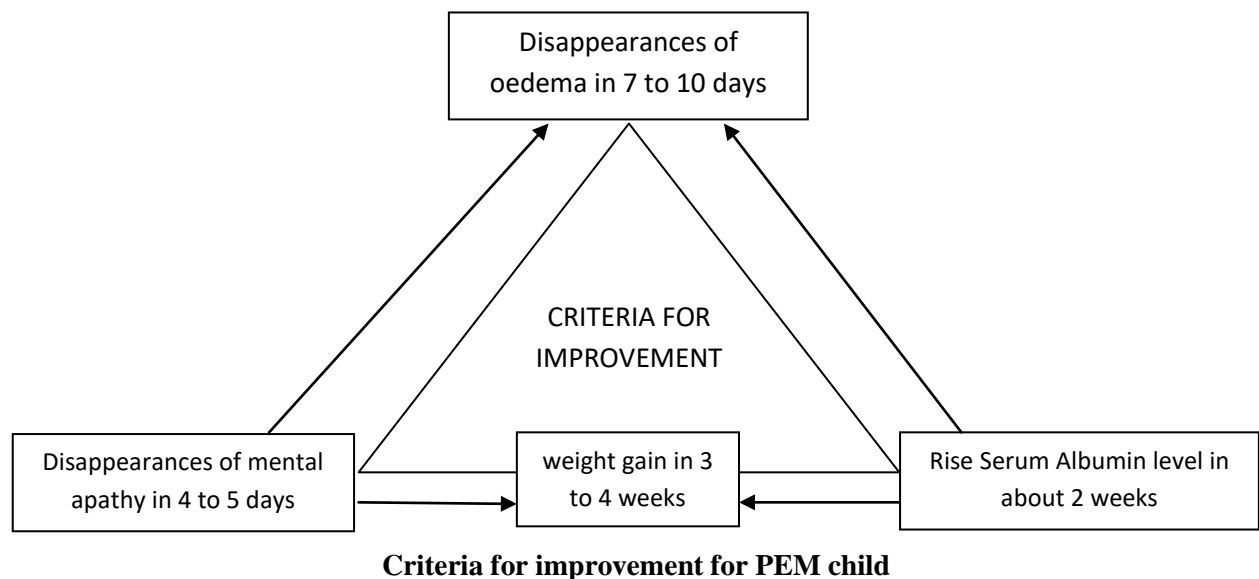 Disappearances of
oedema in 7 to 10 days
CRITERIA FOR
IMPROVEMENT
Disappearances of mental
apathy in 4 to 5 days
weight gain in 3
to 4 weeks
Rise Serum Albumin level in
about 2 weeks
Criteria for improvement for PEM child